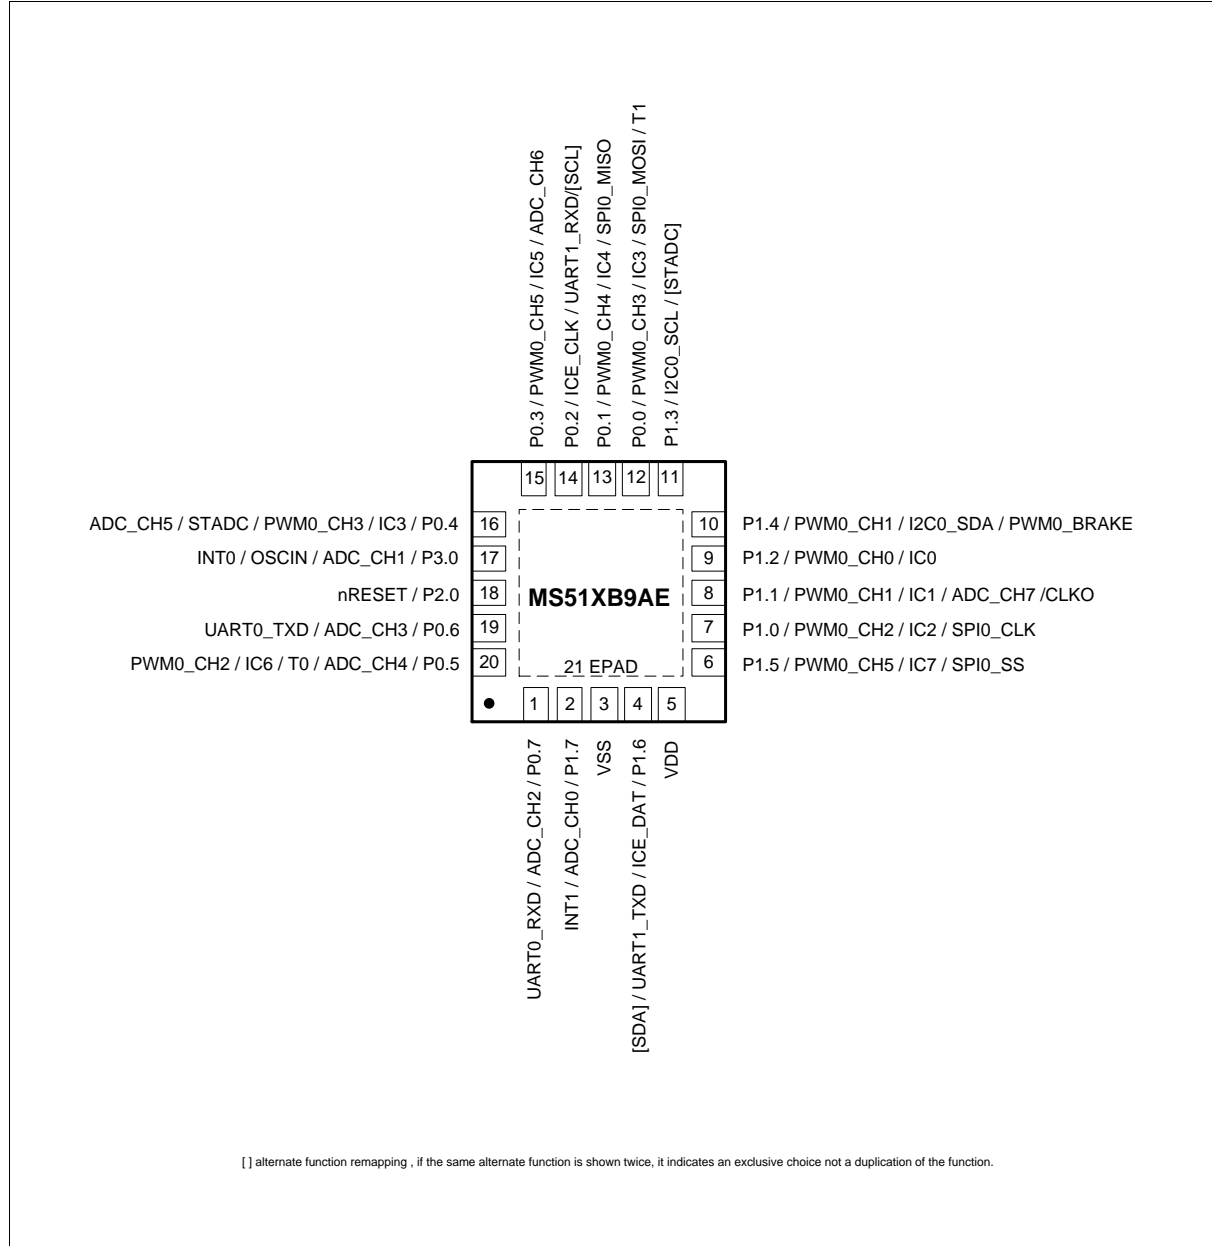 P0.3 / PWM0_CH5 / IC5 / ADC_CH6
P0.2 / ICE_CLK / UART1_RXD/[SCL]
P0.1 / PWM0_CH4 / IC4 / SPI0_MISO
P0.0 / PWM0_CH3 / IC3 / SPI0_MOSI / T1
P1.3 / I2C0_SCL / [STADC]
15 14 13 12 11
ADC_CH5 / STADC / PWM0_CH3 / IC3 / P0.4 16
10 P1.4 / PWM0_CH1 / I2C0_SDA / PWM0_BRAKE
INT0 / OSCIN / ADC_CH1 / P3.0 17
9 P1.2 / PWM0_CH0 / IC0
nRESET / P2.0 18
MS51XB9AE
8 P1.1 / PWM0_CH1 / IC1 / ADC_CH7 /CLKO
UART0_TXD / ADC_CH3 / P0.6 19
7 P1.0 / PWM0_CH2 / IC2 / SPI0_CLK
PWM0_CH2 / IC6 / T0 / ADC_CH4 / P0.5 20
21 EPAD
6 P1.5 / PWM0_CH5 / IC7 / SPI0_SS
1 2 3 4 5
UART0_RXD / ADC_CH2 / P0.7
INT1 / ADC_CH0 / P1.7
VSS
[SDA] / UART1_TXD / ICE_DAT / P1.6
VDD
[ ] alternate function remapping , if the same alternate function is shown twice, it indicates an exclusive choice not a duplication of the function.